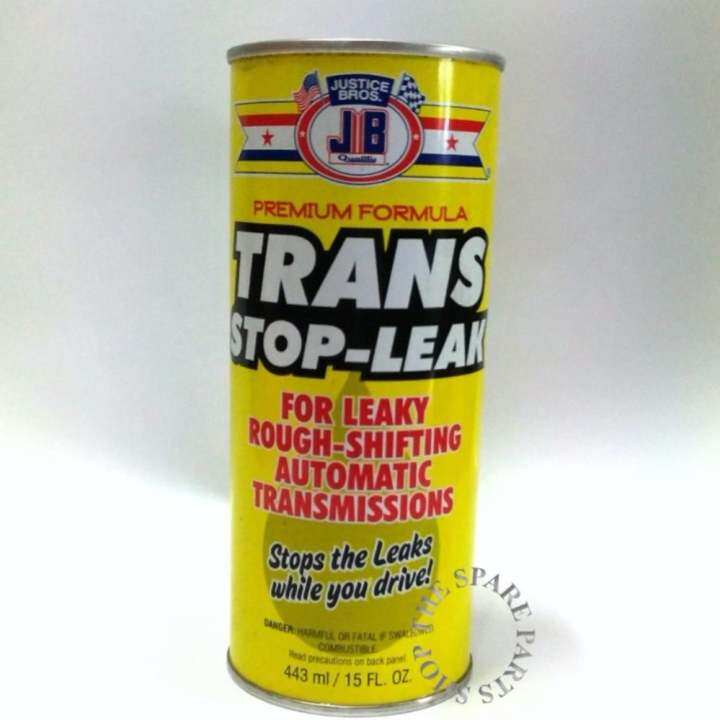 JUSTICE
BROS.
JB
PREMIUM FORMULA
TRANS
STOP-LEAK
FOR LEAKY
ROUGH-SHIFTING
AUTOMATIC
TRANSMISSIONS
Stops the Leaks
while you drive!
DANGER: HARMFUL OR FATAL IF SWALLOWED
COMBUSTIBLE
Read precautions on back panel
443 ml / 15 FL. OZ.
THE SPARE PARTS SHOP